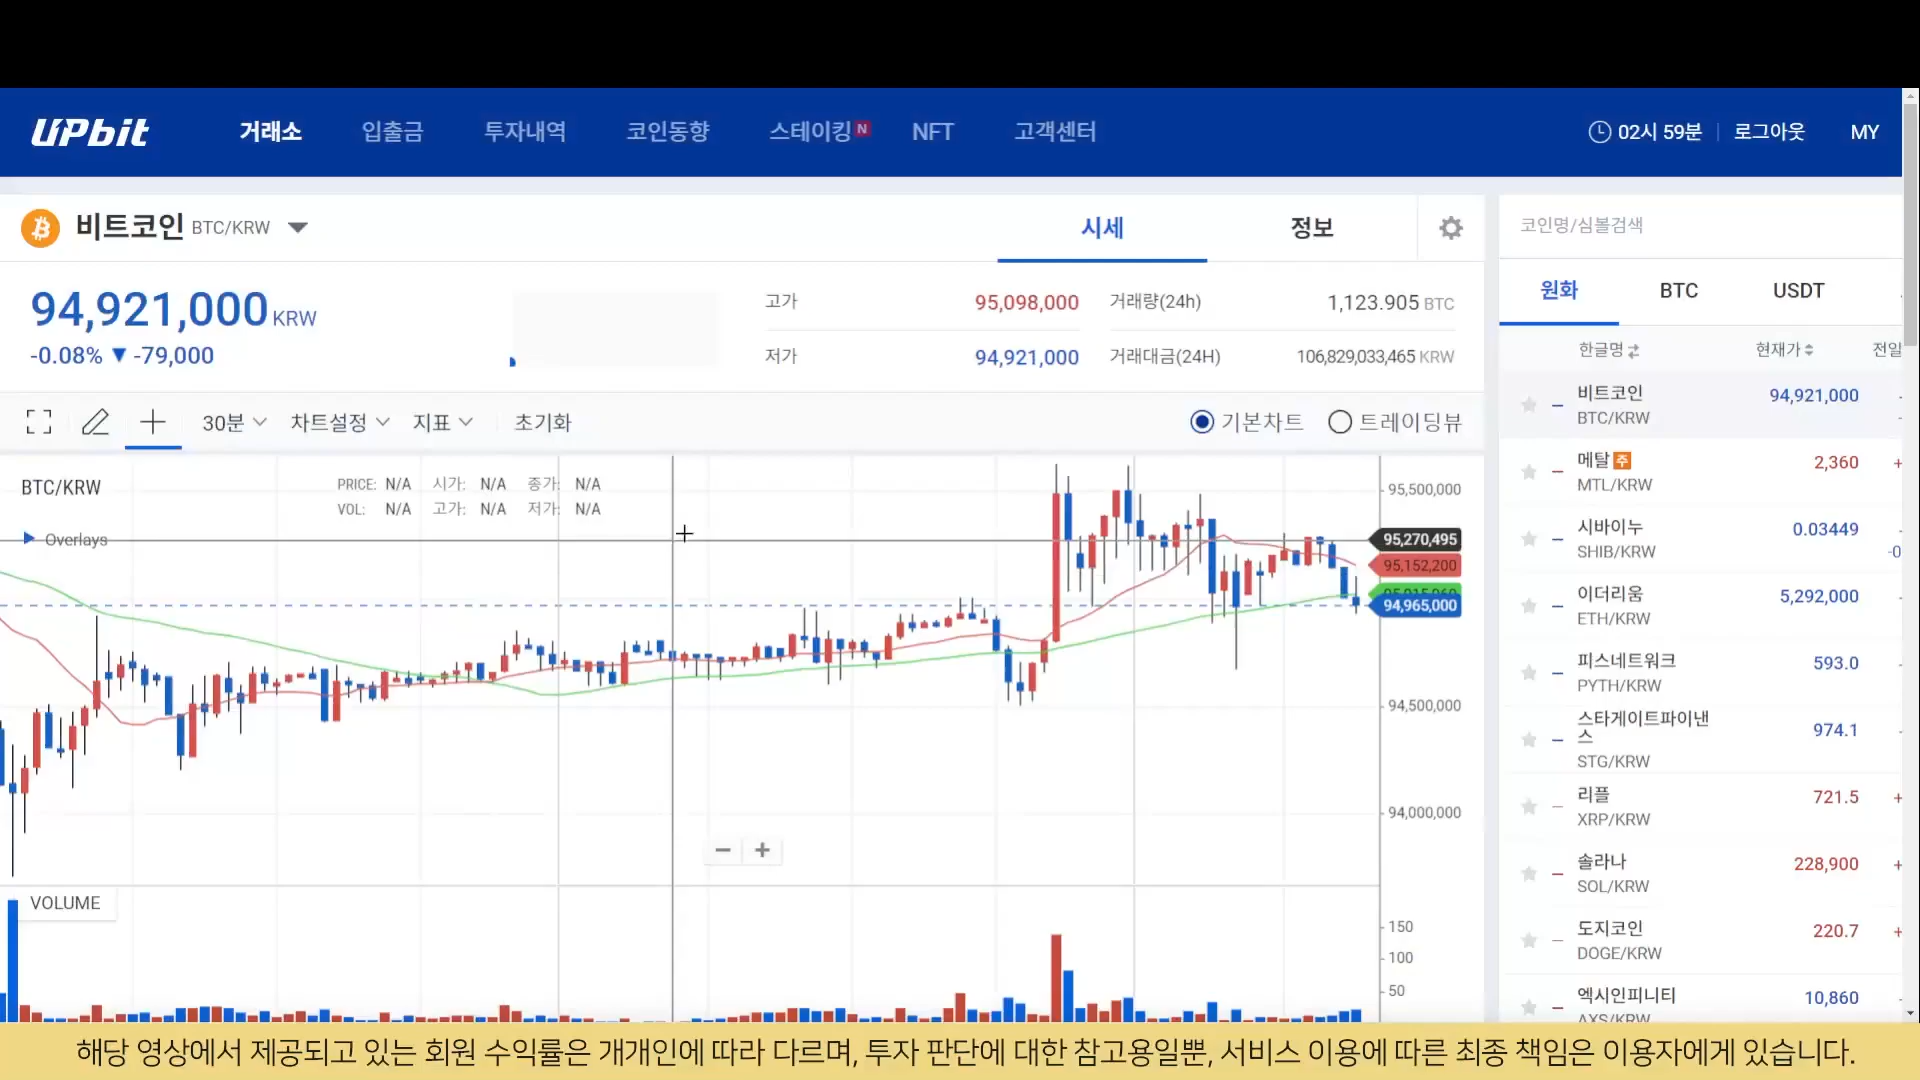 UPbit 거래소 입출금 투자내역 코인동향 스테이킹 N NFT 고객센터 02시 59분 로그아웃 MY
비트코인 BTC/KRW 시세 정보
94,921,000 KRW
-0.08% ▼ -79,000
고가 95,098,000 거래량(24h) 1,123.905 BTC
저가 94,921,000 거래대금(24H) 106,829,033,465 KRW
30분 차트설정 지표 초기화 기본차트 트레이딩뷰
BTC/KRW
PRICE: N/A 시가: N/A 종가: N/A
VOL: N/A 고가: N/A 저가: N/A
Overlays
95,500,000
95,270,495
95,152,200
94,965,000
94,500,000
94,000,000
VOLUME
150
100
50
코인명/심볼검색
원화 BTC USDT
한글명 현재가 전일
비트코인 94,921,000
BTC/KRW
메탈 주 2,360
MTL/KRW
시바이누 0.03449
SHIB/KRW -0
이더리움 5,292,000
ETH/KRW
피스네트워크 593.0
PYTH/KRW
스타게이트파이낸
스 974.1
STG/KRW
리플 721.5
XRP/KRW
솔라나 228,900
SOL/KRW
도지코인 220.7
DOGE/KRW
엑시인피니티 10,860
AXS/KRW
해당 영상에서 제공되고 있는 회원 수익률은 개개인에 따라 다르며, 투자 판단에 대한 참고용일뿐, 서비스 이용에 따른 최종 책임은 이용자에게 있습니다.